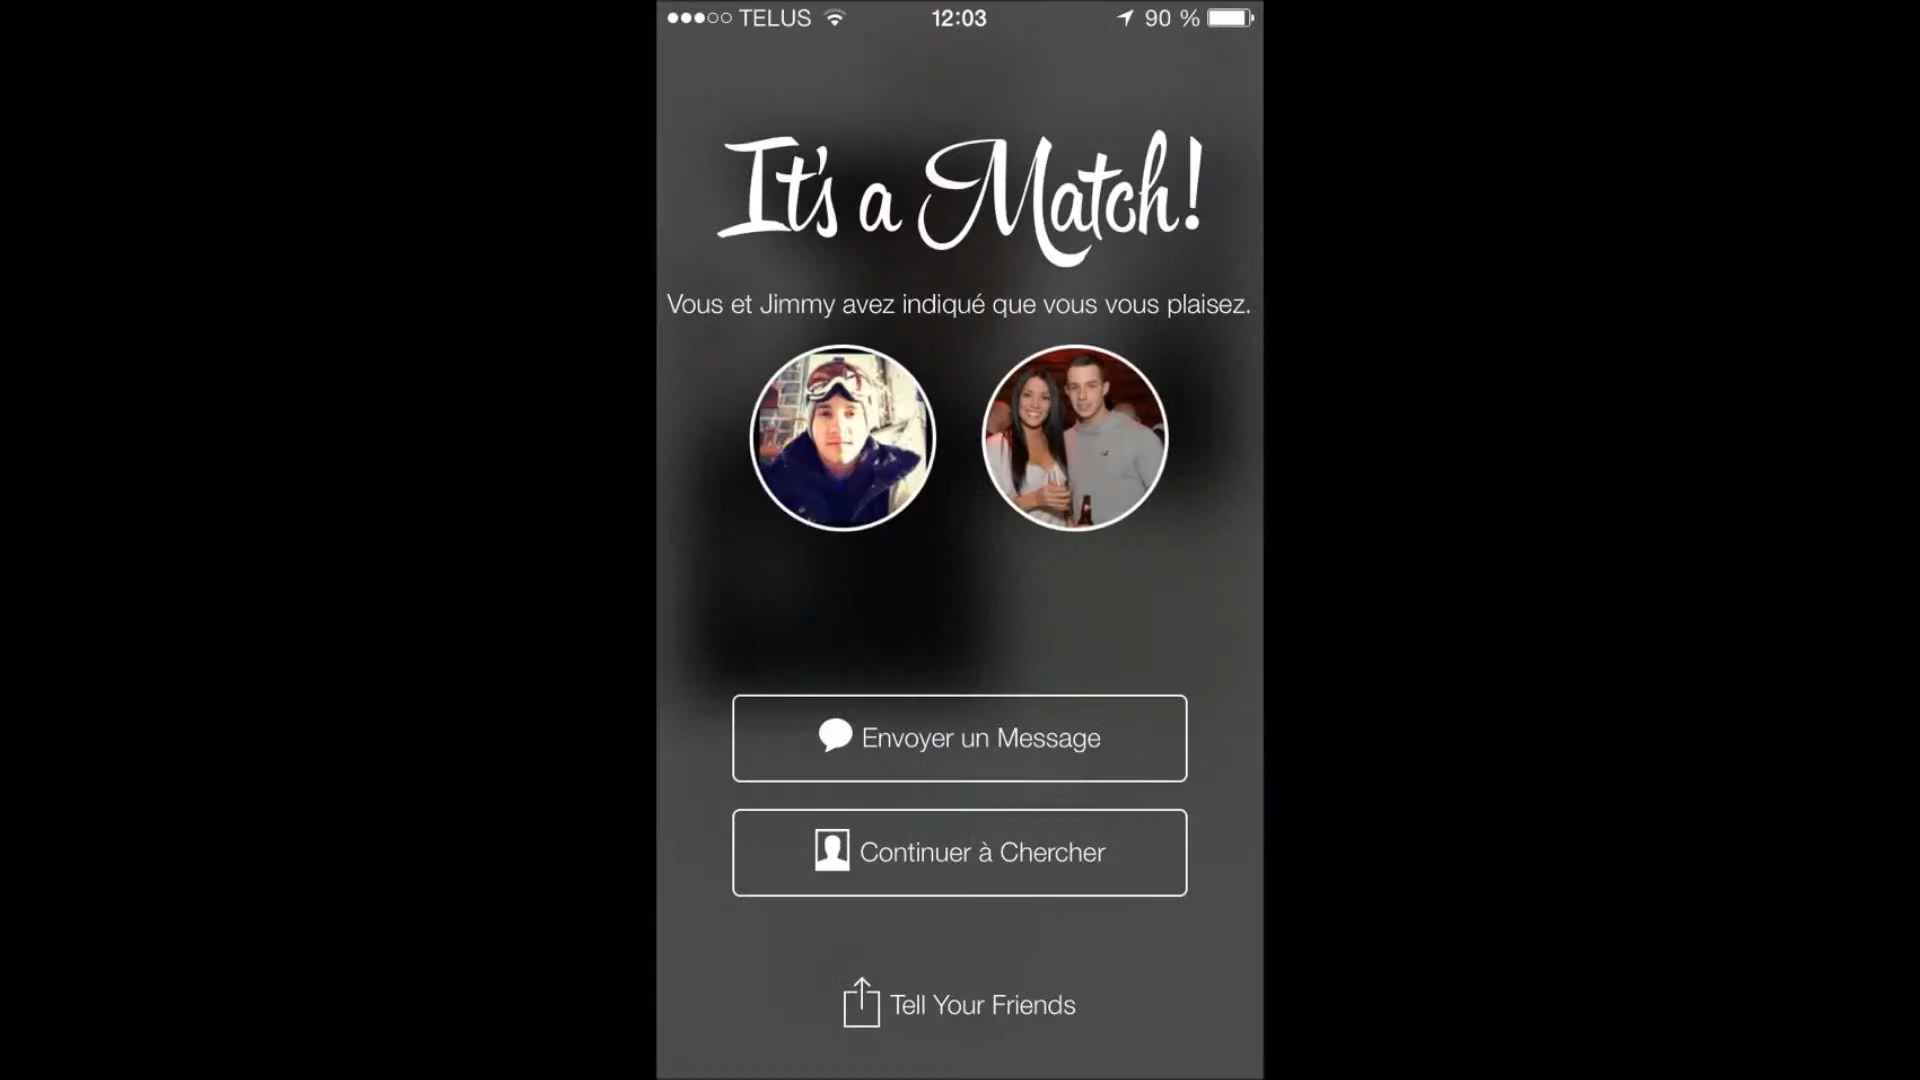 TELUS 12:03 90 %
It's a Match!
Vous et Jimmy avez indiqué que vous vous plaisez.
Envoyer un Message
Continuer à Chercher
Tell Your Friends